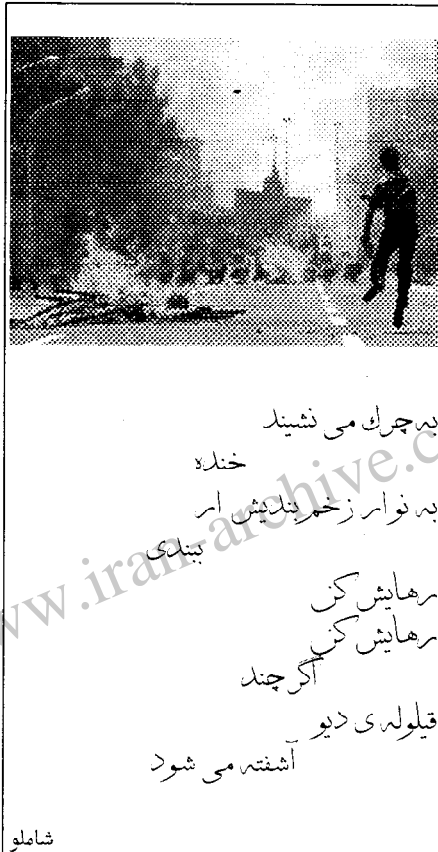 به چرك می نشیند
خنده
به نوار زخم بندیش ار
ببندی
رهایش کن
رهایش کن
اگر چند
قیلوله ی دیو
آشفته می شود
شاملو
www.iran-archive.c